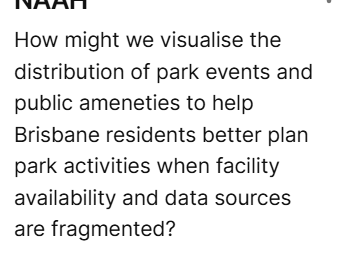 NAAH
How might we visualise the
distribution of park events and
public ameneties to help
Brisbane residents better plan
park activities when facility
availability and data sources
are fragmented?